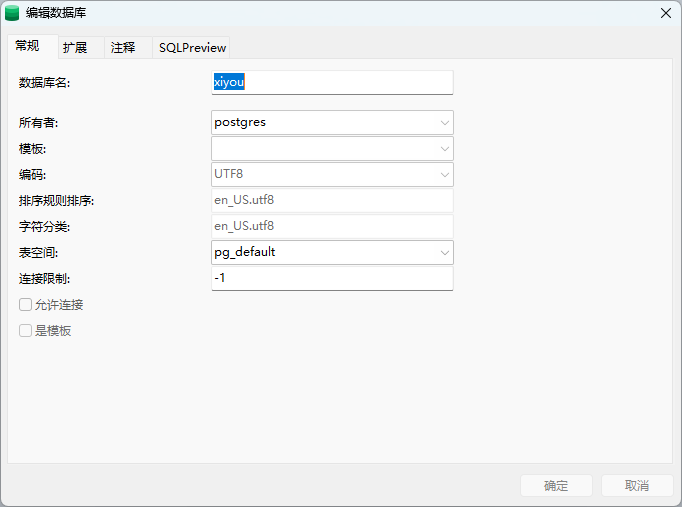 编辑数据库
常规 扩展 注释 SQLPreview
数据库名: xiyou
所有者: postgres
模板:
编码: UTF8
排序规则排序: en_US.utf8
字符分类: en_US.utf8
表空间: pg_default
连接限制: -1
允许连接
是模板
确定 取消